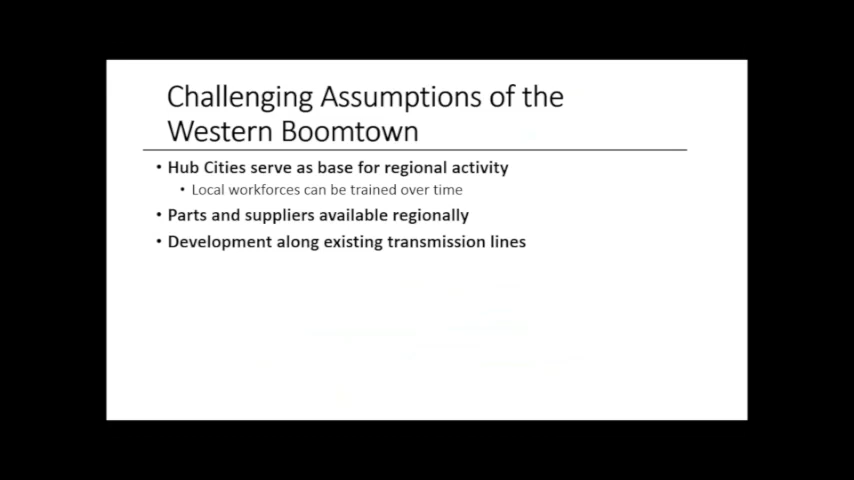 Challenging Assumptions of the
Western Boomtown
• Hub Cities serve as base for regional activity
• Local workforces can be trained over time
• Parts and suppliers available regionally
• Development along existing transmission lines